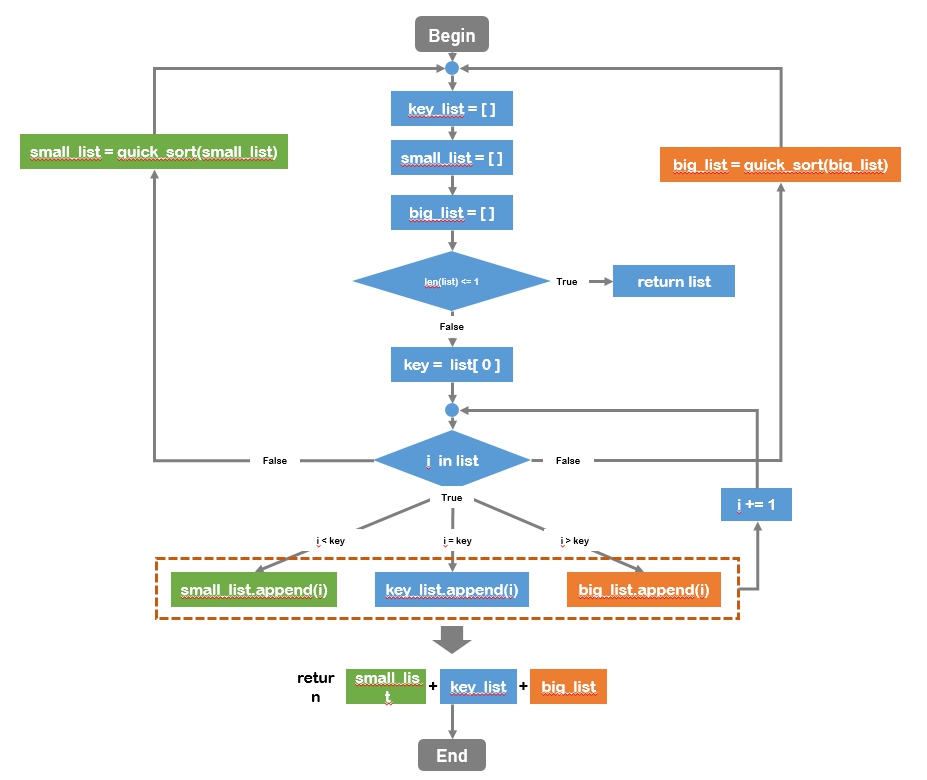 Begin
key_list = [ ]
small_list = quick_sort(small_list)
small_list = [ ]
big_list = quick_sort(big_list)
big_list = [ ]
len(list) <= 1
True
return list
False
key =  list[ 0 ]
False
i  in list
False
True
i += 1
i < key
i = key
i > key
small_list.append(i)
key_list.append(i)
big_list.append(i)
retur
n
small_lis
t
+
key_list
+
big_list
End